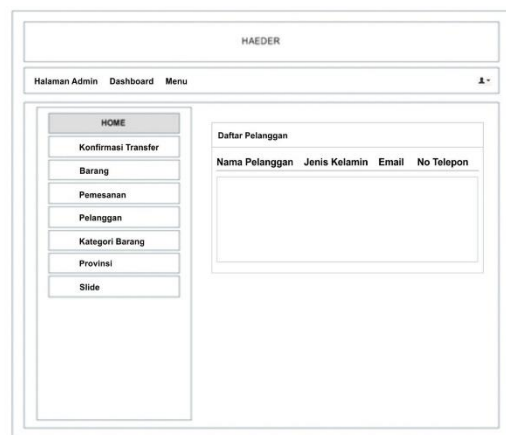 HAEDER
Halaman Admin Dashboard Menu
HOME
Konfirmasi Transfer
Barang
Pemesanan
Pelanggan
Kategori Barang
Provinsi
Slide
Daftar Pelanggan
Nama Pelanggan Jenis Kelamin Email No Telepon